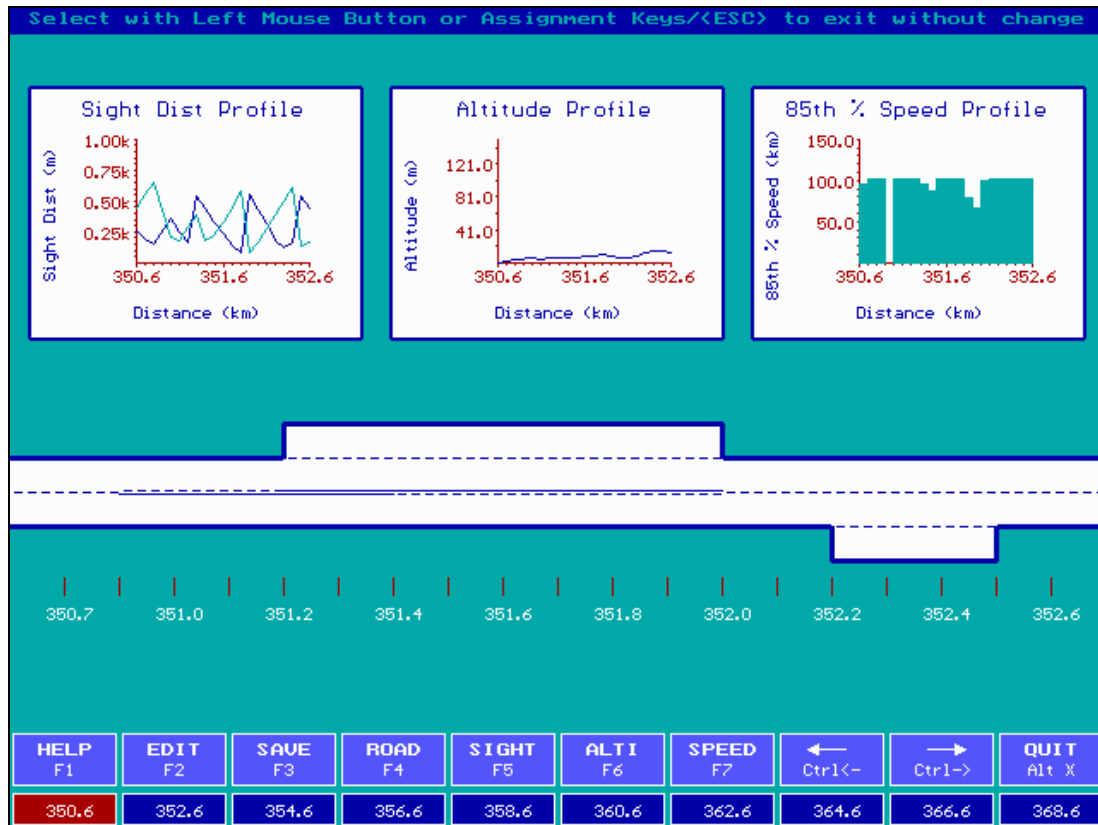 Select with Left Mouse Button or Assignment Keys/<ESC> to exit without change
Sight Dist Profile
Sight Dist (m)
1.00k
0.75k
0.50k
0.25k
350.6 351.6 352.6
Distance (km)
Altitude Profile
Altitude (m)
121.0
81.0
41.0
350.6 351.6 352.6
Distance (km)
85th % Speed Profile
85th % Speed (km)
150.0
100.0
50.0
350.6 351.6 352.6
Distance (km)
350.7 351.0 351.2 351.4 351.6 351.8 352.0 352.2 352.4 352.6
HELP EDIT SAVE ROAD SIGHT ALTI SPEED ← → QUIT
F1 F2 F3 F4 F5 F6 F7 Ctrl<- Ctrl-> Alt X
350.6 352.6 354.6 356.6 358.6 360.6 362.6 364.6 366.6 368.6